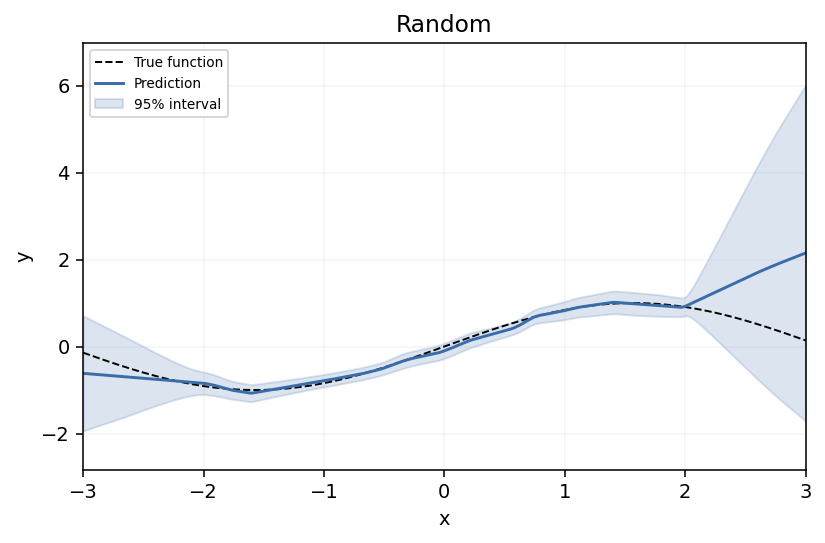 Random
True function
Prediction
95% interval
6
4
2
0
−2
y
−3
−2
−1
0
1
2
3
x